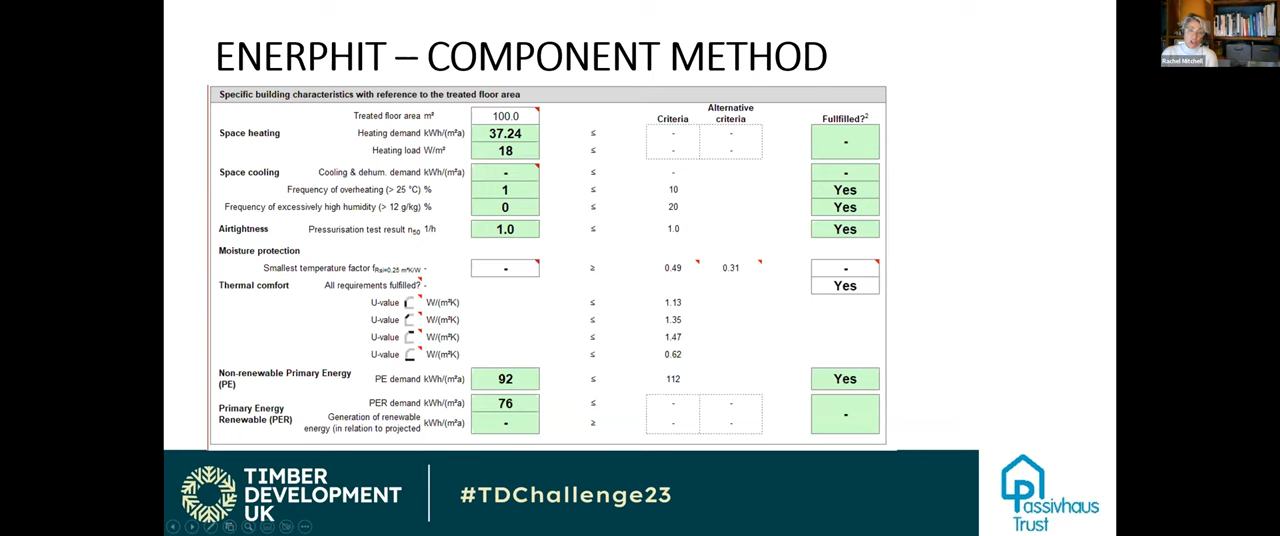 ENERPHIT – COMPONENT METHOD
Rachel Mitchell
Specific building characteristics with reference to the treated floor area
Treated floor area m² 100.0 Criteria Alternative criteria Fullfilled?²
Space heating Heating demand kWh/(m²a) 37.24 ≤ - - -
Heating load W/m² 18 ≤ - -
Space cooling Cooling & dehum. demand kWh/(m²a) - ≤ - -
Frequency of overheating (> 25 °C) % 1 ≤ 10 Yes
Frequency of excessively high humidity (> 12 g/kg) % 0 ≤ 20 Yes
Airtightness Pressurisation test result n50 1/h 1.0 ≤ 1.0 Yes
Moisture protection
Smallest temperature factor fRsi=0.25 m²K/W - - ≥ 0.49 0.31 -
Thermal comfort All requirements fulfilled? - Yes
U-value W/(m²K) ≤ 1.13
U-value W/(m²K) ≤ 1.35
U-value W/(m²K) ≤ 1.47
U-value W/(m²K) ≤ 0.62
Non-renewable Primary Energy (PE) PE demand kWh/(m²a) 92 ≤ 112 Yes
Primary Energy Renewable (PER) PER demand kWh/(m²a) 76 ≤ - - -
Generation of renewable energy (in relation to projected kWh/(m²a) - ≥ - -
TIMBER
DEVELOPMENT
UK
#TDChallenge23
Passivhaus
Trust